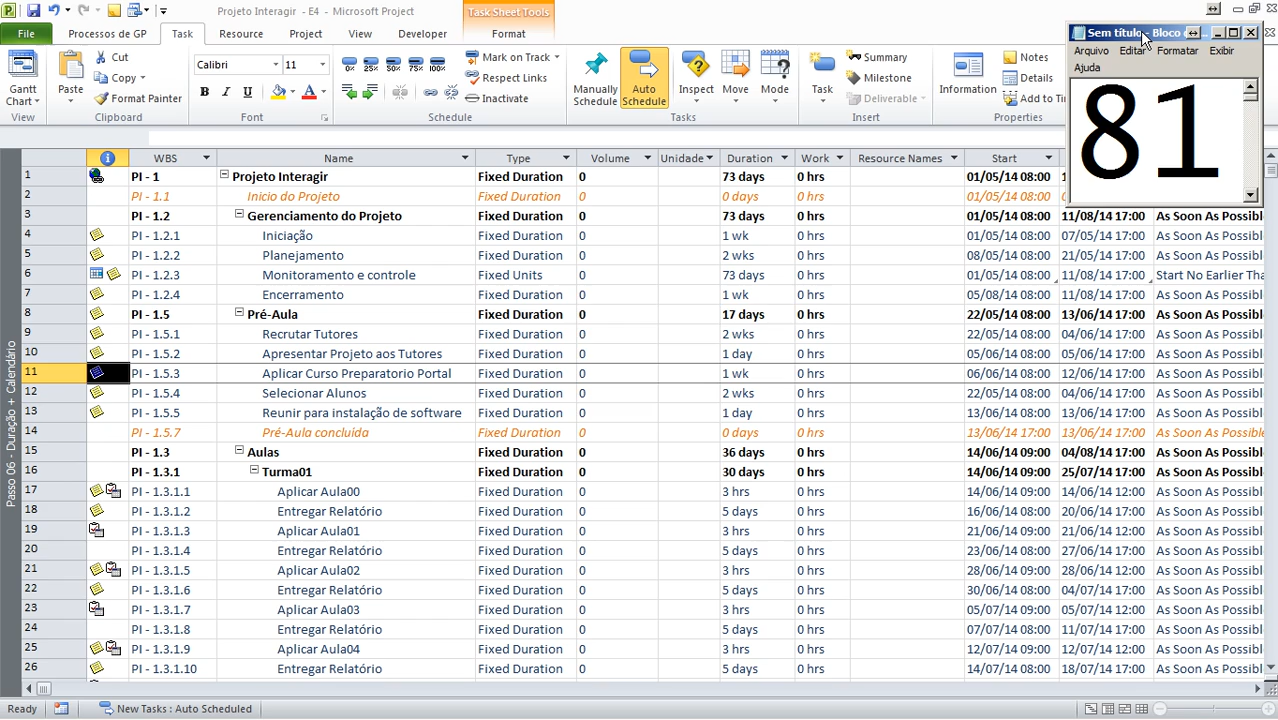 Projeto Interagir - E4 - Microsoft Project
Task Sheet Tools
File Processos de GP Task Resource Project View Developer Format
Gantt Chart
View
Paste
Cut
Copy
Format Painter
Clipboard
Calibri 11
B I U A
Font
0% 25% 50% 75% 100%
Mark on Track
Respect Links
Inactivate
Schedule
Manually Schedule
Auto Schedule
Inspect
Move
Mode
Tasks
Task
Summary
Milestone
Deliverable
Insert
Information
Notes
Details
Add to Ti
Properties
Sem título - Bloco
Arquivo Editar Formatar Exibir
Ajuda
81
Passo 06 - Duração + Calendário
WBS Name Type Volume Unidade Duration Work Resource Names Start
1 PI - 1 Projeto Interagir Fixed Duration 0 73 days 0 hrs 01/05/14 08:00
2 PI - 1.1 Inicio do Projeto Fixed Duration 0 0 days 0 hrs 01/05/14 08:00
3 PI - 1.2 Gerenciamento do Projeto Fixed Duration 0 73 days 0 hrs 01/05/14 08:00 11/08/14 17:00 As Soon As Possible
4 PI - 1.2.1 Iniciação Fixed Duration 0 1 wk 0 hrs 01/05/14 08:00 07/05/14 17:00 As Soon As Possible
5 PI - 1.2.2 Planejamento Fixed Duration 0 2 wks 0 hrs 08/05/14 08:00 21/05/14 17:00 As Soon As Possible
6 PI - 1.2.3 Monitoramento e controle Fixed Units 0 73 days 0 hrs 01/05/14 08:00 11/08/14 17:00 Start No Earlier Tha
7 PI - 1.2.4 Encerramento Fixed Duration 0 1 wk 0 hrs 05/08/14 08:00 11/08/14 17:00 As Soon As Possible
8 PI - 1.5 Pré-Aula Fixed Duration 0 17 days 0 hrs 22/05/14 08:00 13/06/14 17:00 As Soon As Possible
9 PI - 1.5.1 Recrutar Tutores Fixed Duration 0 2 wks 0 hrs 22/05/14 08:00 04/06/14 17:00 As Soon As Possible
10 PI - 1.5.2 Apresentar Projeto aos Tutores Fixed Duration 0 1 day 0 hrs 05/06/14 08:00 05/06/14 17:00 As Soon As Possible
11 PI - 1.5.3 Aplicar Curso Preparatorio Portal Fixed Duration 0 1 wk 0 hrs 06/06/14 08:00 12/06/14 17:00 As Soon As Possible
12 PI - 1.5.4 Selecionar Alunos Fixed Duration 0 2 wks 0 hrs 22/05/14 08:00 04/06/14 17:00 As Soon As Possible
13 PI - 1.5.5 Reunir para instalação de software Fixed Duration 0 1 day 0 hrs 13/06/14 08:00 13/06/14 17:00 As Soon As Possible
14 PI - 1.5.7 Pré-Aula concluída Fixed Duration 0 0 days 0 hrs 13/06/14 17:00 13/06/14 17:00 As Soon As Possible
15 PI - 1.3 Aulas Fixed Duration 0 36 days 0 hrs 14/06/14 09:00 04/08/14 17:00 As Soon As Possible
16 PI - 1.3.1 Turma01 Fixed Duration 0 30 days 0 hrs 14/06/14 09:00 25/07/14 17:00 As Soon As Possible
17 PI - 1.3.1.1 Aplicar Aula00 Fixed Duration 0 3 hrs 0 hrs 14/06/14 09:00 14/06/14 12:00 As Soon As Possible
18 PI - 1.3.1.2 Entregar Relatório Fixed Duration 0 5 days 0 hrs 16/06/14 08:00 20/06/14 17:00 As Soon As Possible
19 PI - 1.3.1.3 Aplicar Aula01 Fixed Duration 0 3 hrs 0 hrs 21/06/14 09:00 21/06/14 12:00 As Soon As Possible
20 PI - 1.3.1.4 Entregar Relatório Fixed Duration 0 5 days 0 hrs 23/06/14 08:00 27/06/14 17:00 As Soon As Possible
21 PI - 1.3.1.5 Aplicar Aula02 Fixed Duration 0 3 hrs 0 hrs 28/06/14 09:00 28/06/14 12:00 As Soon As Possible
22 PI - 1.3.1.6 Entregar Relatório Fixed Duration 0 5 days 0 hrs 30/06/14 08:00 04/07/14 17:00 As Soon As Possible
23 PI - 1.3.1.7 Aplicar Aula03 Fixed Duration 0 3 hrs 0 hrs 05/07/14 09:00 05/07/14 12:00 As Soon As Possible
24 PI - 1.3.1.8 Entregar Relatório Fixed Duration 0 5 days 0 hrs 07/07/14 08:00 11/07/14 17:00 As Soon As Possible
25 PI - 1.3.1.9 Aplicar Aula04 Fixed Duration 0 3 hrs 0 hrs 12/07/14 09:00 12/07/14 12:00 As Soon As Possible
26 PI - 1.3.1.10 Entregar Relatório Fixed Duration 0 5 days 0 hrs 14/07/14 08:00 18/07/14 17:00 As Soon As Possible
Ready New Tasks : Auto Scheduled